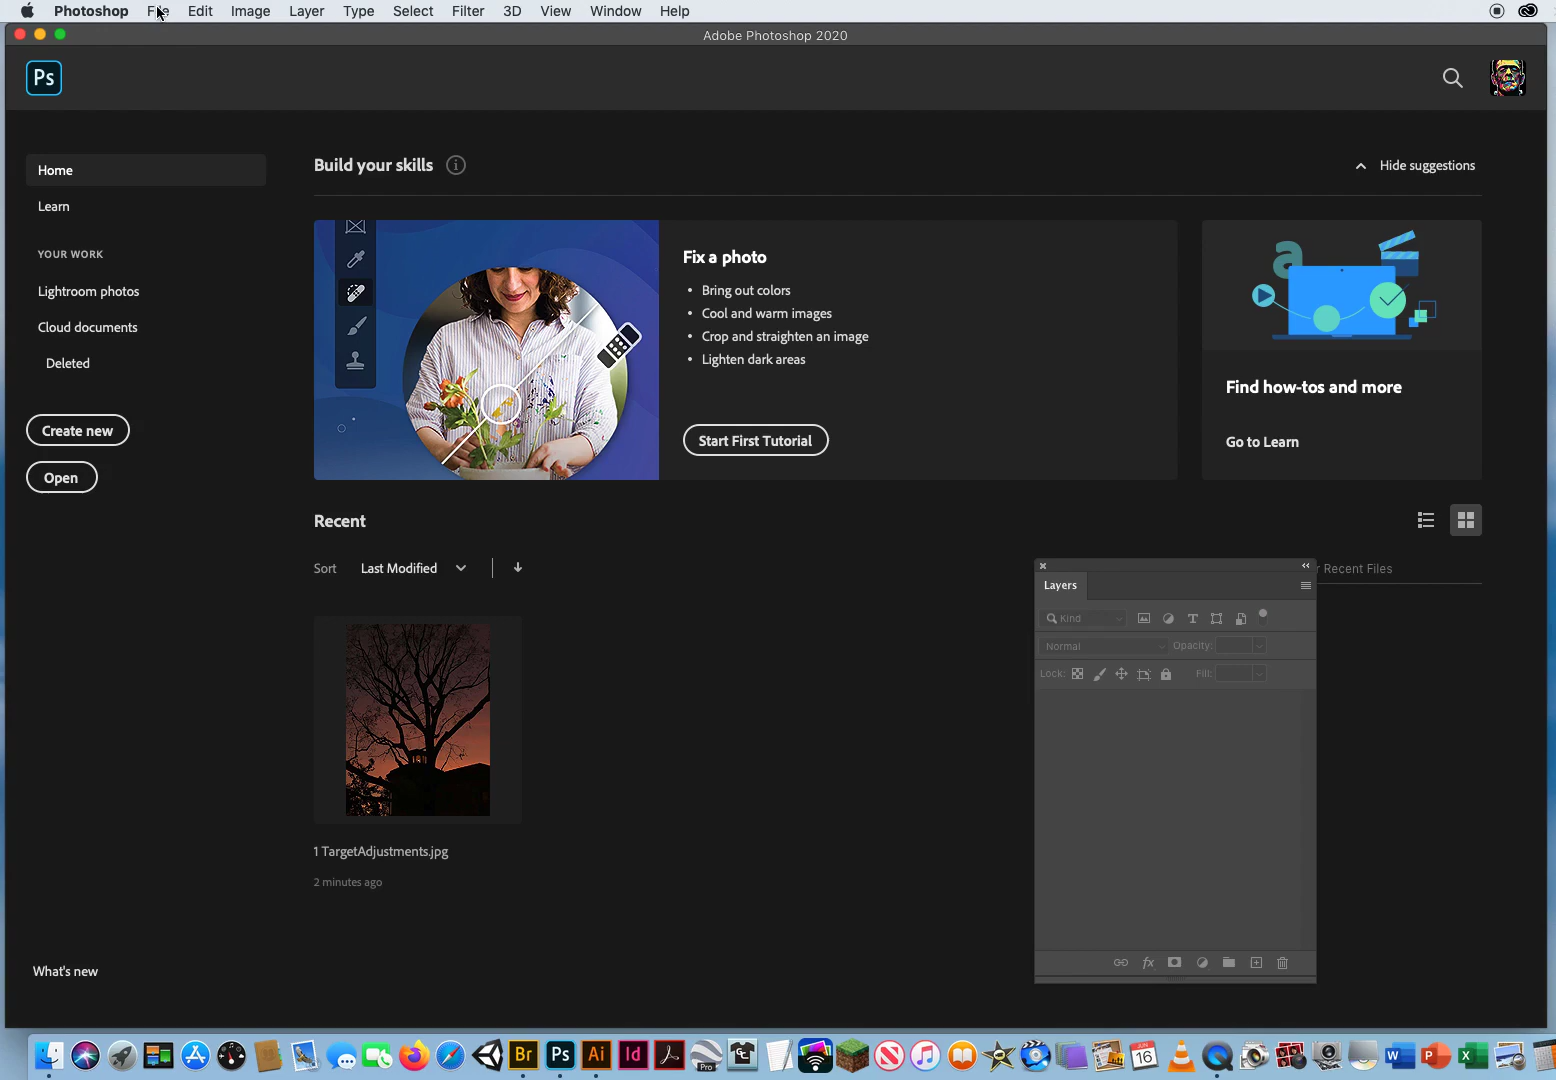 Photoshop File Edit Image Layer Type Select Filter 3D View Window Help
Adobe Photoshop 2020
Ps
Home
Learn
YOUR WORK
Lightroom photos
Cloud documents
Deleted
Create new
Open
What's new
Build your skills
Hide suggestions
Fix a photo
• Bring out colors
• Cool and warm images
• Crop and straighten an image
• Lighten dark areas
Start First Tutorial
a
Find how-tos and more
Go to Learn
Recent
Sort Last Modified
Recent Files
1 TargetAdjustments.jpg
2 minutes ago
Layers
Kind
Normal Opacity:
Lock: Fill:
fx
Br Ps Ai Id Pro JUN 16 W P X